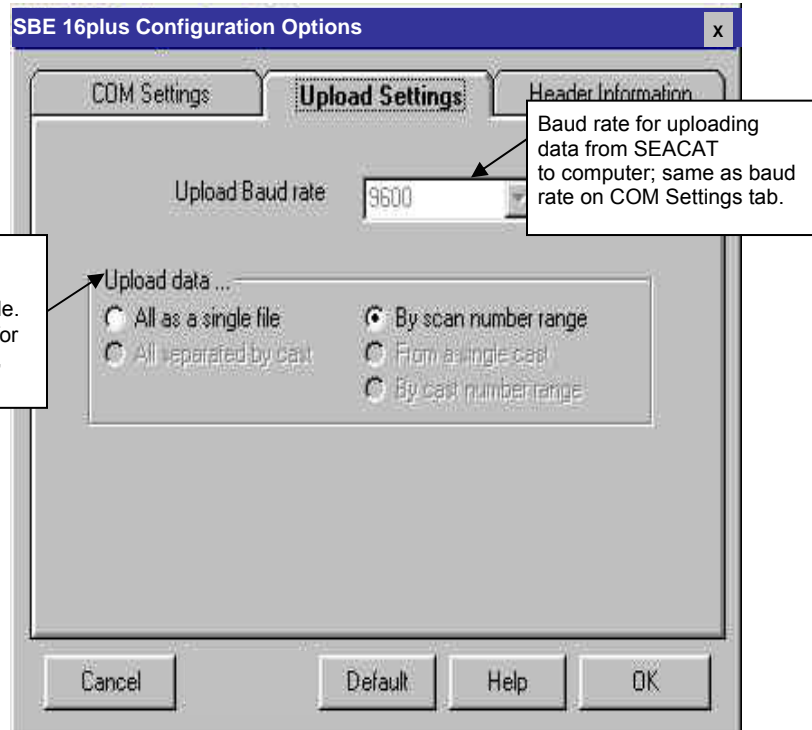 SBE 16plus Configuration Options x
COM Settings Upload Settings Header Information
Baud rate for uploading
data from SEACAT
to computer; same as baud
rate on COM Settings tab.
Upload Baud rate 9600
le.
or
Upload data ...
All as a single file By scan number range
All separated by cast From a single cast
By cast number range
Cancel Default Help OK